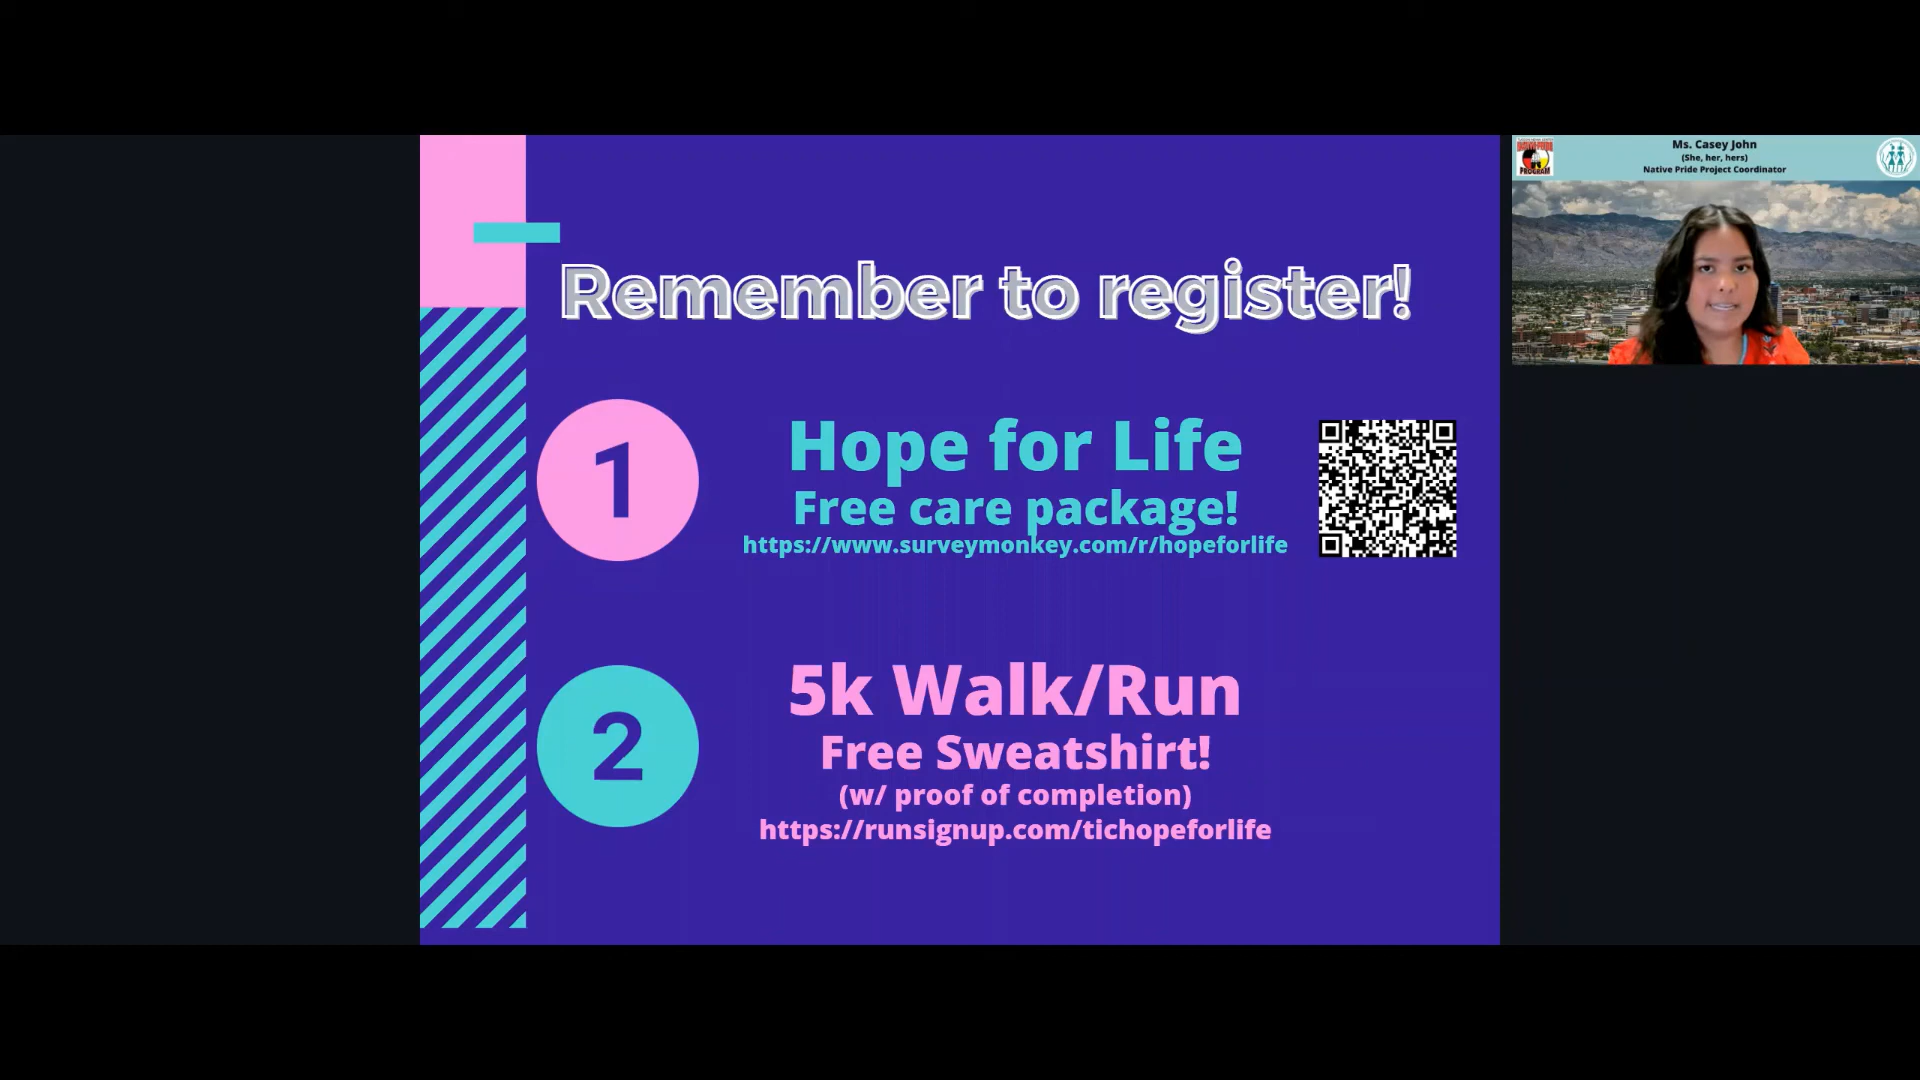 Remember to register!
1
Hope for Life
Free care package!
https://www.surveymonkey.com/r/hopeforlife
2
5k Walk/Run
Free Sweatshirt!
(w/ proof of completion)
https://runsignup.com/tichopeforlife
Ms. Casey John
(She, her, hers)
Native Pride Project Coordinator
PROGRAM